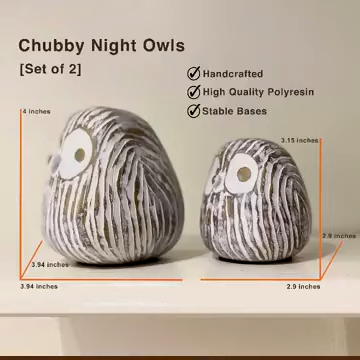 Chubby Night Owls
[Set of 2]
Handcrafted
High Quality Polyresin
Stable Bases
4 inches
3.15 inches
2.9 inches
3.94 inches
3.94 inches
2.9 inches